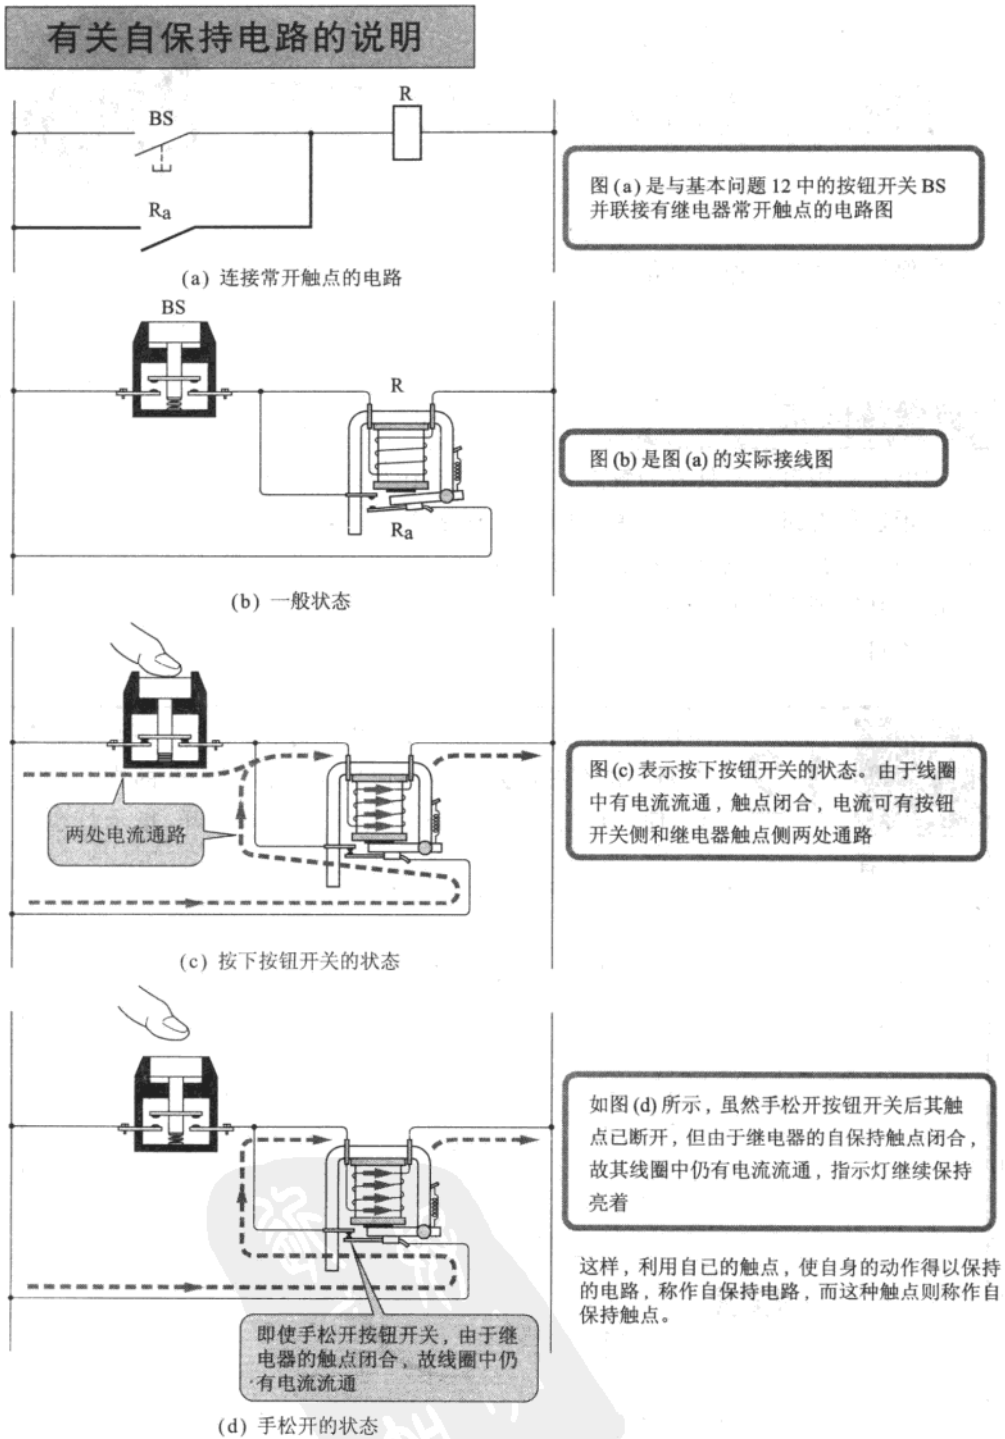 有关自保持电路的说明
R
BS
Ra
(a) 连接常开触点的电路
图(a)是与基本问题12中的按钮开关BS
并联接有继电器常开触点的电路图
BS
R
Ra
(b) 一般状态
图(b)是图(a)的实际接线图
两处电流通路
(c) 按下按钮开关的状态
图(c)表示按下按钮开关的状态。由于线圈
中有电流流通，触点闭合，电流可有按钮
开关侧和继电器触点侧两处通路
即使手松开按钮开关，由于继
电器的触点闭合，故线圈中仍
有电流流通
(d) 手松开的状态
如图(d)所示，虽然手松开按钮开关后其触
点已断开，但由于继电器的自保持触点闭合，
故其线圈中仍有电流流通，指示灯继续保持
亮着
这样，利用自已的触点，使自身的动作得以保持
的电路，称作自保持电路，而这种触点则称作自
保持触点。